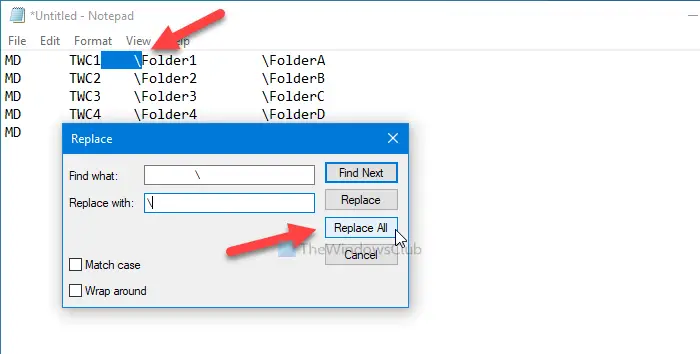 *Untitled - Notepad
File Edit Format View Help
MD TWC1 \Folder1 \FolderA
MD TWC2 \Folder2 \FolderB
MD TWC3 \Folder3 \FolderC
MD TWC4 \Folder4 \FolderD
MD
Replace
Find what: \
Find Next
Replace with: \
Replace
Replace All
TheWindowsClub
Cancel
Match case
Wrap around